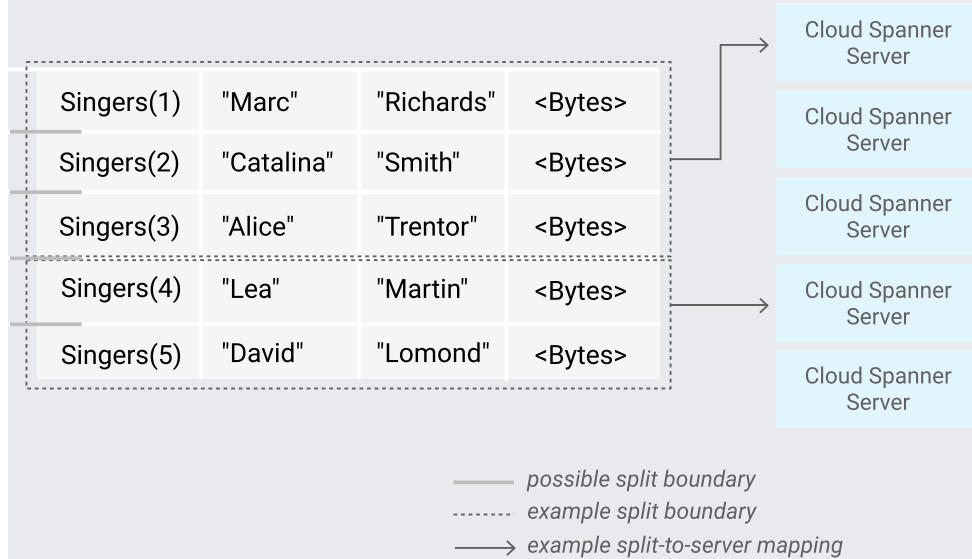 Singers(1) "Marc" "Richards" <Bytes>
Singers(2) "Catalina" "Smith" <Bytes>
Singers(3) "Alice" "Trentor" <Bytes>
Singers(4) "Lea" "Martin" <Bytes>
Singers(5) "David" "Lomond" <Bytes>
Cloud Spanner
Server
Cloud Spanner
Server
Cloud Spanner
Server
Cloud Spanner
Server
Cloud Spanner
Server
possible split boundary
example split boundary
example split-to-server mapping